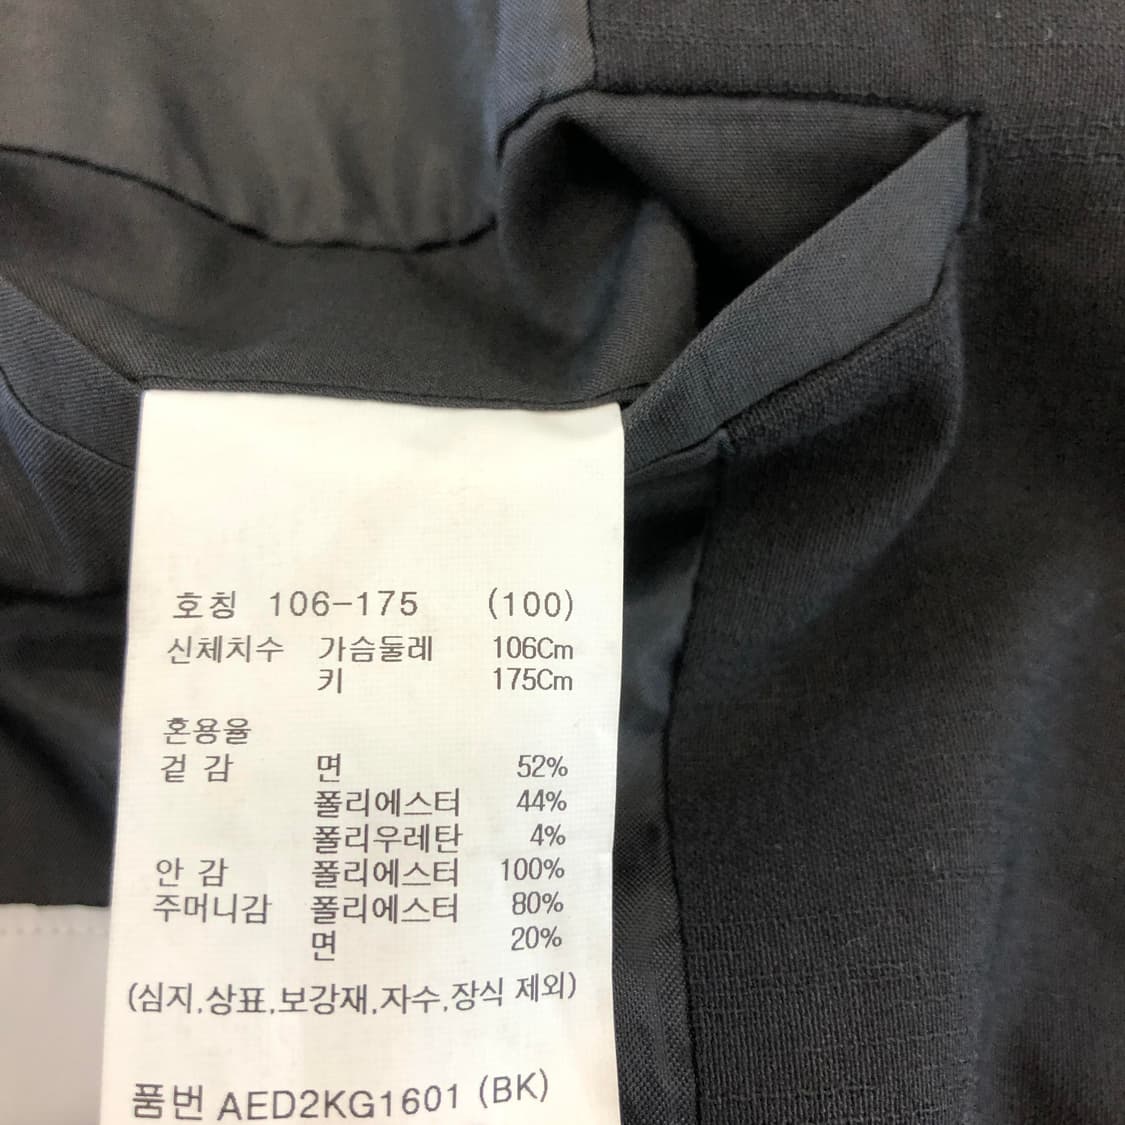 호칭 106-175 (100)
신체치수 가슴둘레 106Cm
키 175Cm
혼용율
겉 감 면 52%
폴리에스터 44%
폴리우레탄 4%
안 감 폴리에스터 100%
주머니감 폴리에스터 80%
면 20%
(심지,상표,보강재,자수,장식 제외)
품번 AED2KG1601 (BK)